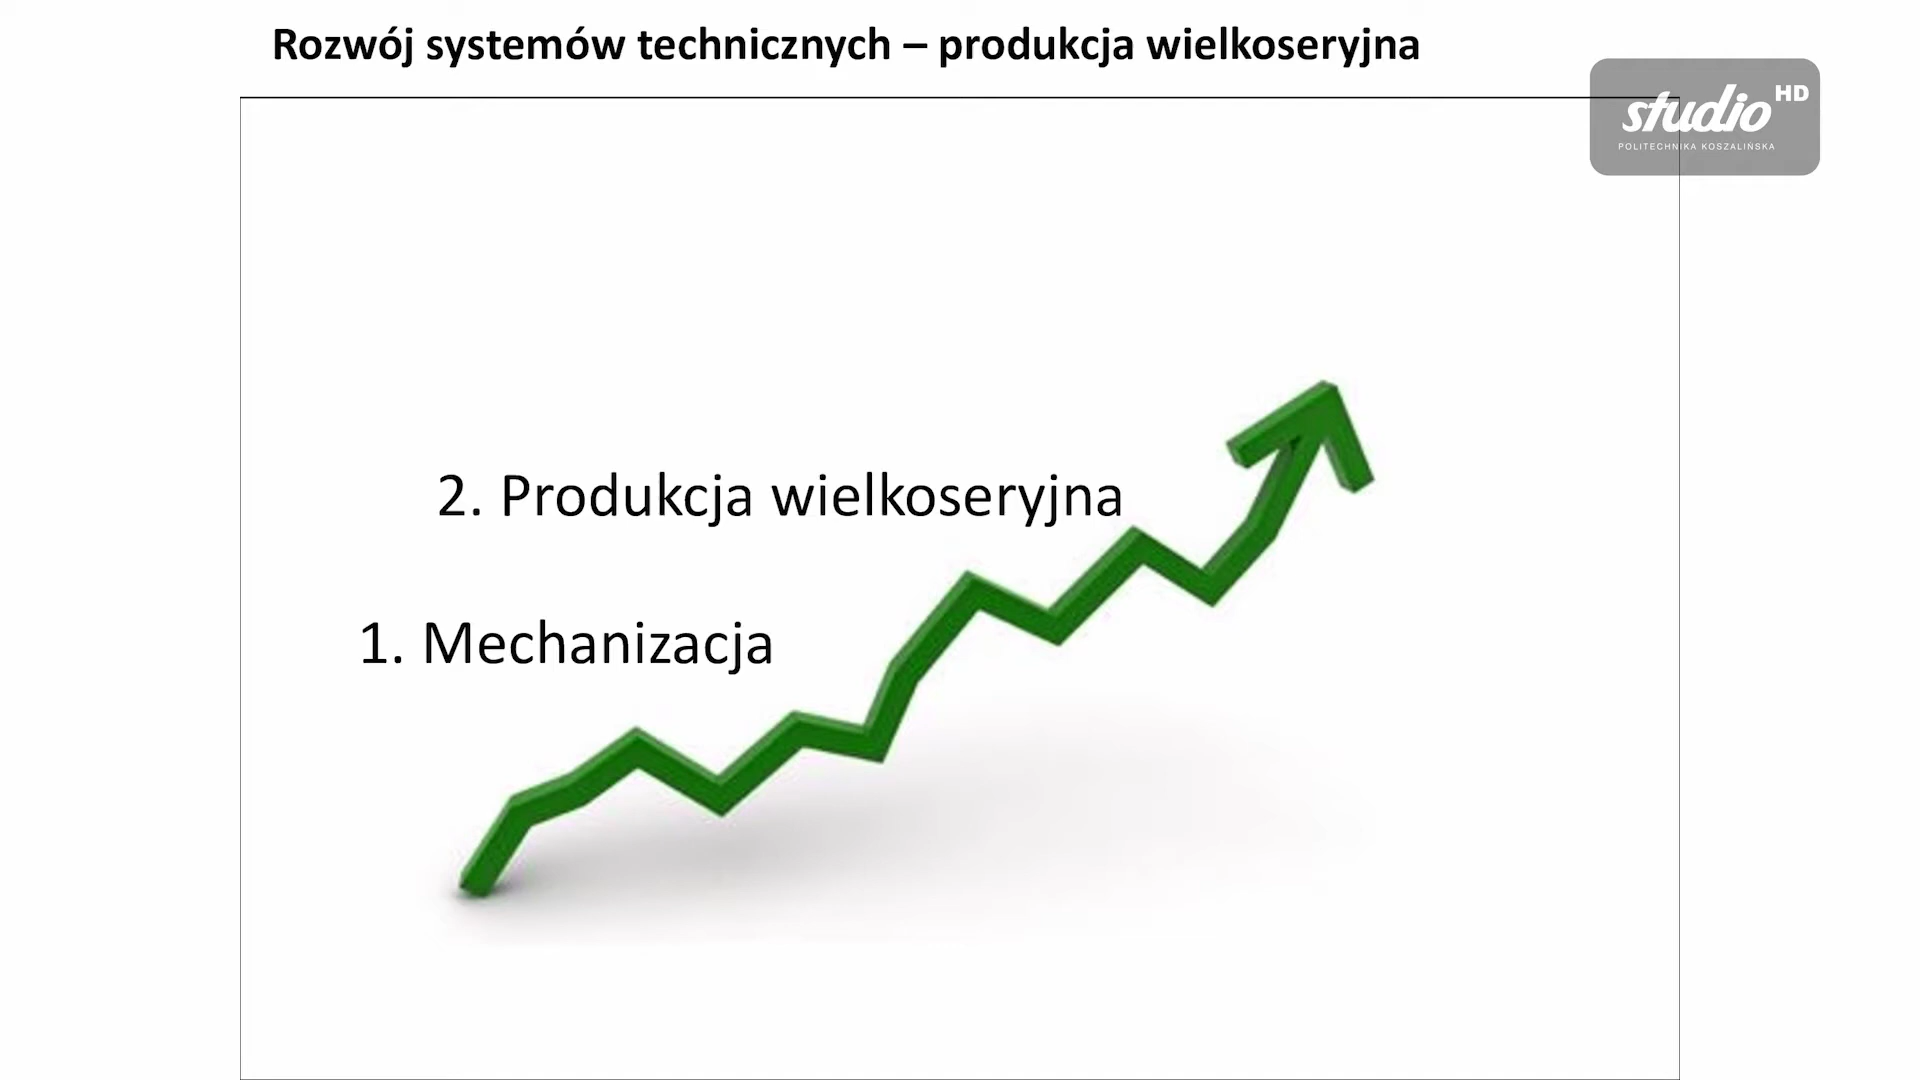 Rozwój systemów technicznych – produkcja wielkoseryjna
studio HD
POLITECHNIKA KOSZALIŃSKA
2. Produkcja wielkoseryjna
1. Mechanizacja